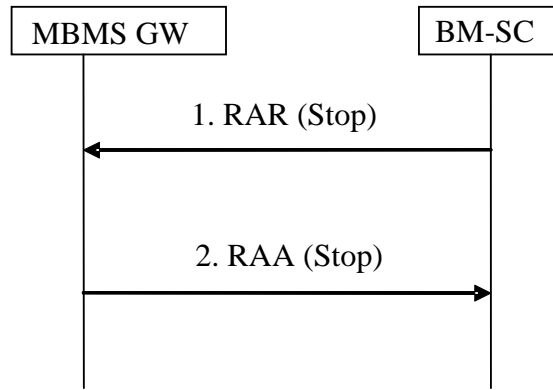 MBMS GW
BM-SC
1. RAR (Stop)
2. RAA (Stop)